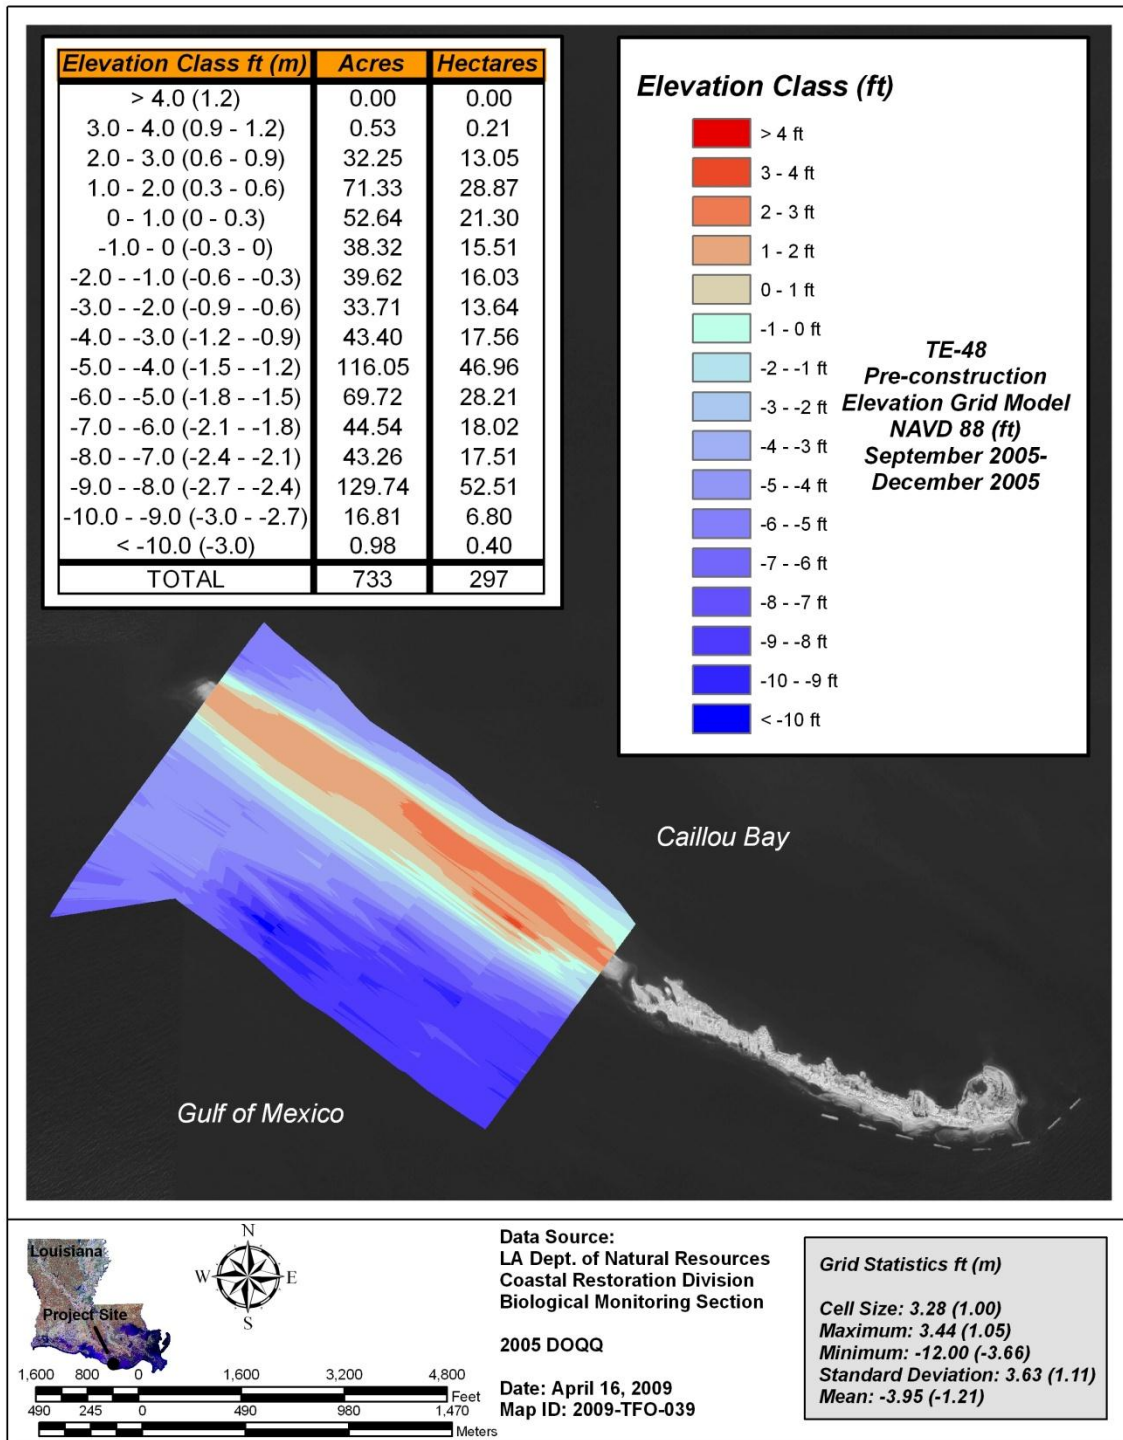 Elevation Class ft (m) Acres Hectares
> 4.0 (1.2) 0.00 0.00
3.0 - 4.0 (0.9 - 1.2) 0.53 0.21
2.0 - 3.0 (0.6 - 0.9) 32.25 13.05
1.0 - 2.0 (0.3 - 0.6) 71.33 28.87
0 - 1.0 (0 - 0.3) 52.64 21.30
-1.0 - 0 (-0.3 - 0) 38.32 15.51
-2.0 - -1.0 (-0.6 - -0.3) 39.62 16.03
-3.0 - -2.0 (-0.9 - -0.6) 33.71 13.64
-4.0 - -3.0 (-1.2 - -0.9) 43.40 17.56
-5.0 - -4.0 (-1.5 - -1.2) 116.05 46.96
-6.0 - -5.0 (-1.8 - -1.5) 69.72 28.21
-7.0 - -6.0 (-2.1 - -1.8) 44.54 18.02
-8.0 - -7.0 (-2.4 - -2.1) 43.26 17.51
-9.0 - -8.0 (-2.7 - -2.4) 129.74 52.51
-10.0 - -9.0 (-3.0 - -2.7) 16.81 6.80
< -10.0 (-3.0) 0.98 0.40
TOTAL 733 297
Elevation Class (ft)
> 4 ft
3 - 4 ft
2 - 3 ft
1 - 2 ft
0 - 1 ft
-1 - 0 ft
-2 - -1 ft
-3 - -2 ft
-4 - -3 ft
-5 - -4 ft
-6 - -5 ft
-7 - -6 ft
-8 - -7 ft
-9 - -8 ft
-10 - -9 ft
< -10 ft
TE-48
Pre-construction
Elevation Grid Model
NAVD 88 (ft)
September 2005-
December 2005
Caillou Bay
Gulf of Mexico
Louisiana
Project Site
N
W E
S
1,600 800 0 1,600 3,200 4,800
Feet
490 245 0 490 980 1,470
Meters
Data Source:
LA Dept. of Natural Resources
Coastal Restoration Division
Biological Monitoring Section
2005 DOQQ
Date: April 16, 2009
Map ID: 2009-TFO-039
Grid Statistics ft (m)
Cell Size: 3.28 (1.00)
Maximum: 3.44 (1.05)
Minimum: -12.00 (-3.66)
Standard Deviation: 3.63 (1.11)
Mean: -3.95 (-1.21)